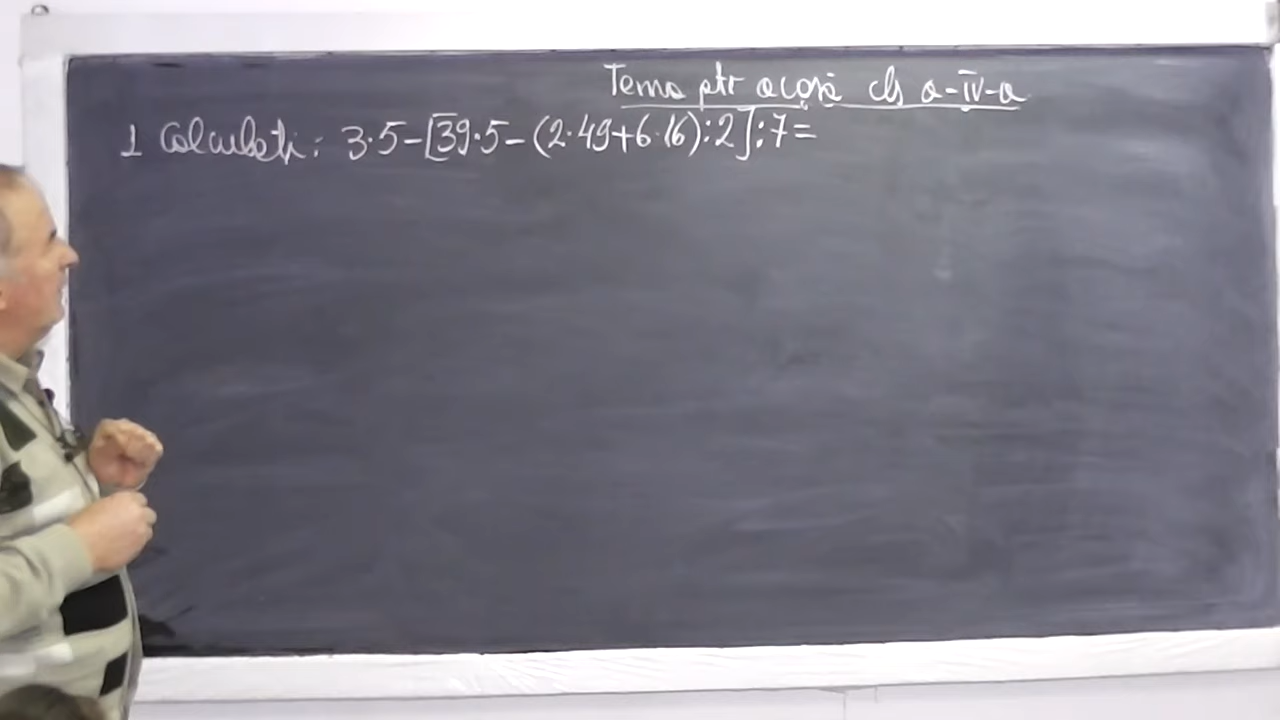 Tema ptr acasă cls a-IV-a
1 Calculați: 3·5-[39·5-(2·49+6·16):2]:7=